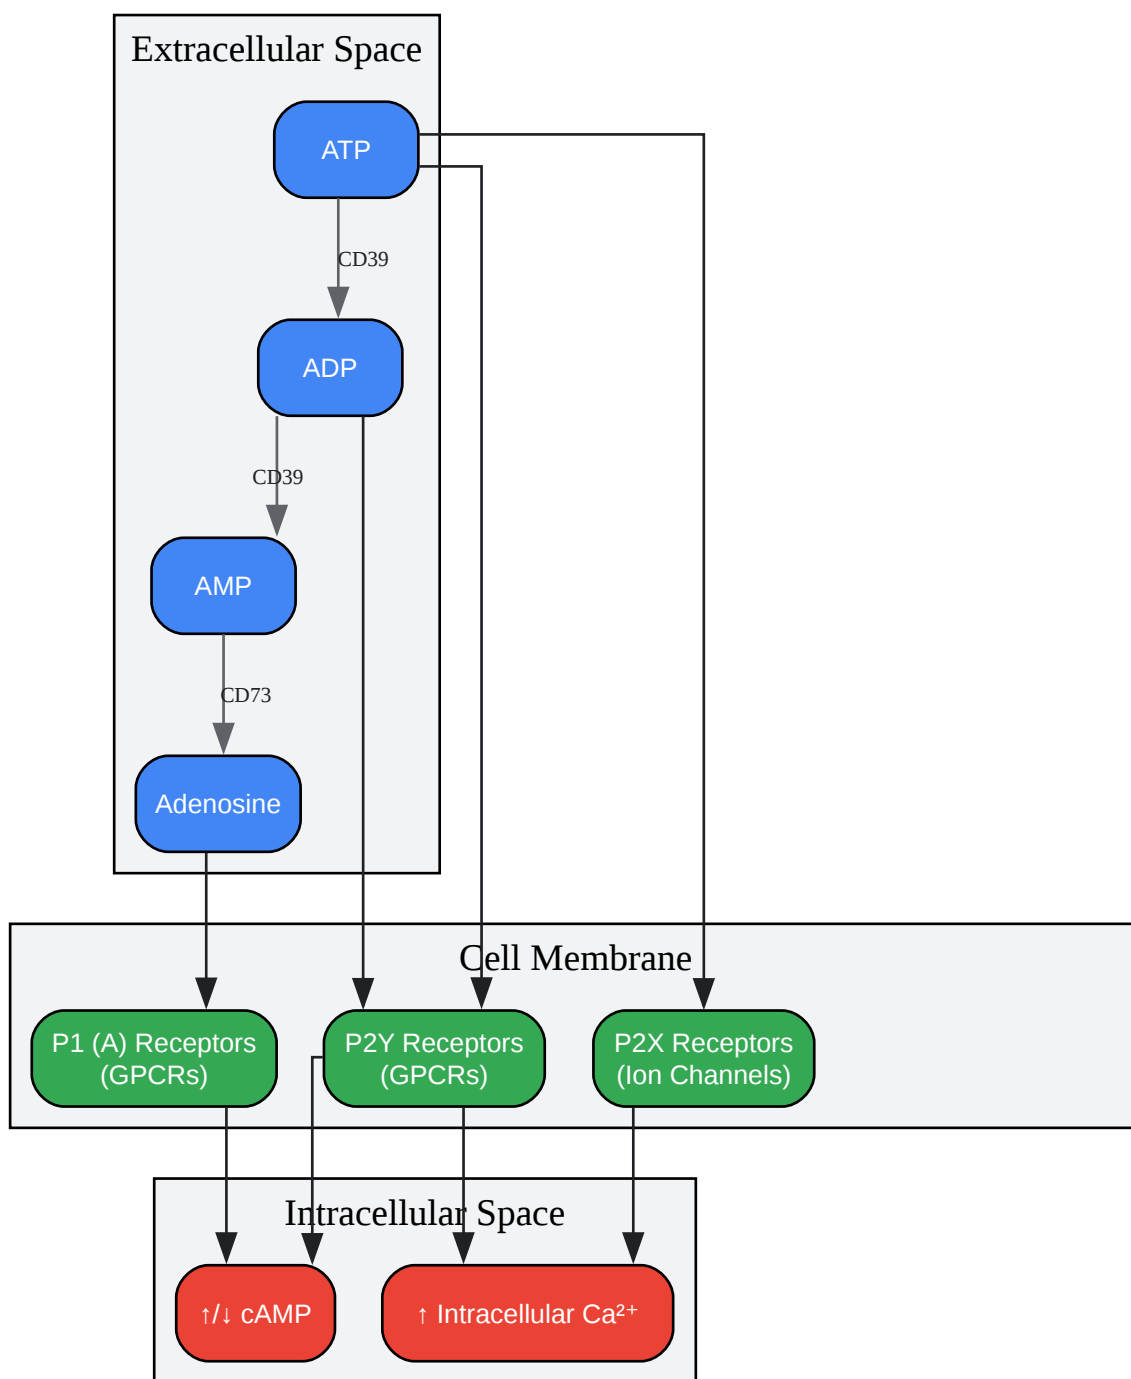 Extracellular Space
ATP
CD39
ADP
CD39
AMP
CD73
Adenosine
Cell Membrane
P1 (A) Receptors
(GPCRs)
P2Y Receptors
(GPCRs)
P2X Receptors
(Ion Channels)
Intracellular Space
↑/↓ cAMP
↑ Intracellular Ca²⁺